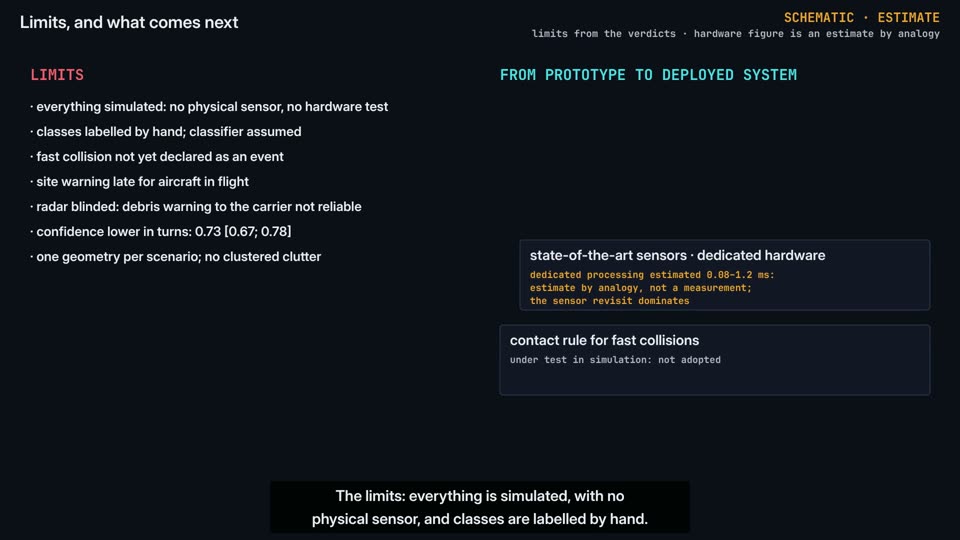 Limits, and what comes next
SCHEMATIC · ESTIMATE
limits from the verdicts · hardware figure is an estimate by analogy
LIMITS
· everything simulated: no physical sensor, no hardware test
· classes labelled by hand; classifier assumed
· fast collision not yet declared as an event
· site warning late for aircraft in flight
· radar blinded: debris warning to the carrier not reliable
· confidence lower in turns: 0.73 [0.67; 0.78]
· one geometry per scenario; no clustered clutter
FROM PROTOTYPE TO DEPLOYED SYSTEM
state-of-the-art sensors · dedicated hardware
dedicated processing estimated 0.08–1.2 ms:
estimate by analogy, not a measurement;
the sensor revisit dominates
contact rule for fast collisions
under test in simulation: not adopted
The limits: everything is simulated, with no
physical sensor, and classes are labelled by hand.